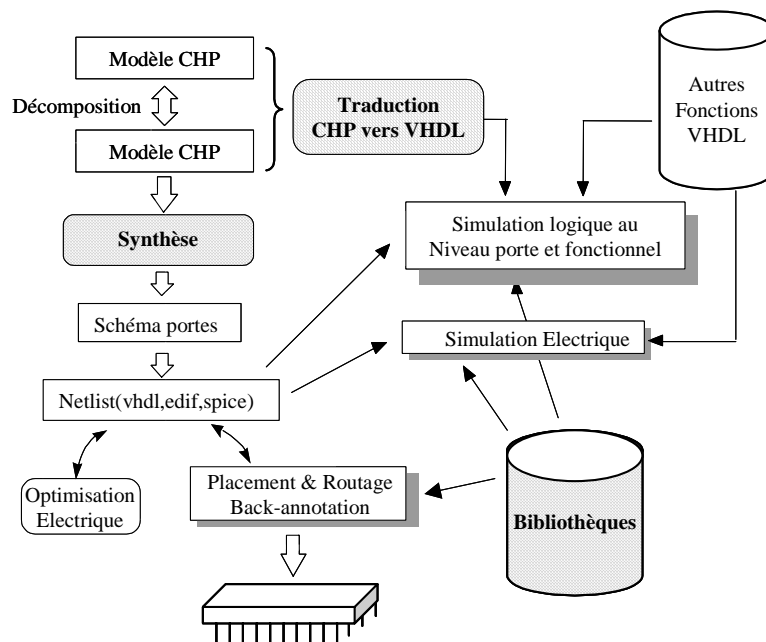 Modèle CHP
Décomposition
Modèle CHP
Traduction
CHP vers VHDL
Autres
Fonctions
VHDL
Synthèse
Simulation logique au
Niveau porte et fonctionnel
Schéma portes
Simulation Electrique
Netlist(vhdl,edif,spice)
Optimisation
Electrique
Placement & Routage
Back-annotation
Bibliothèques